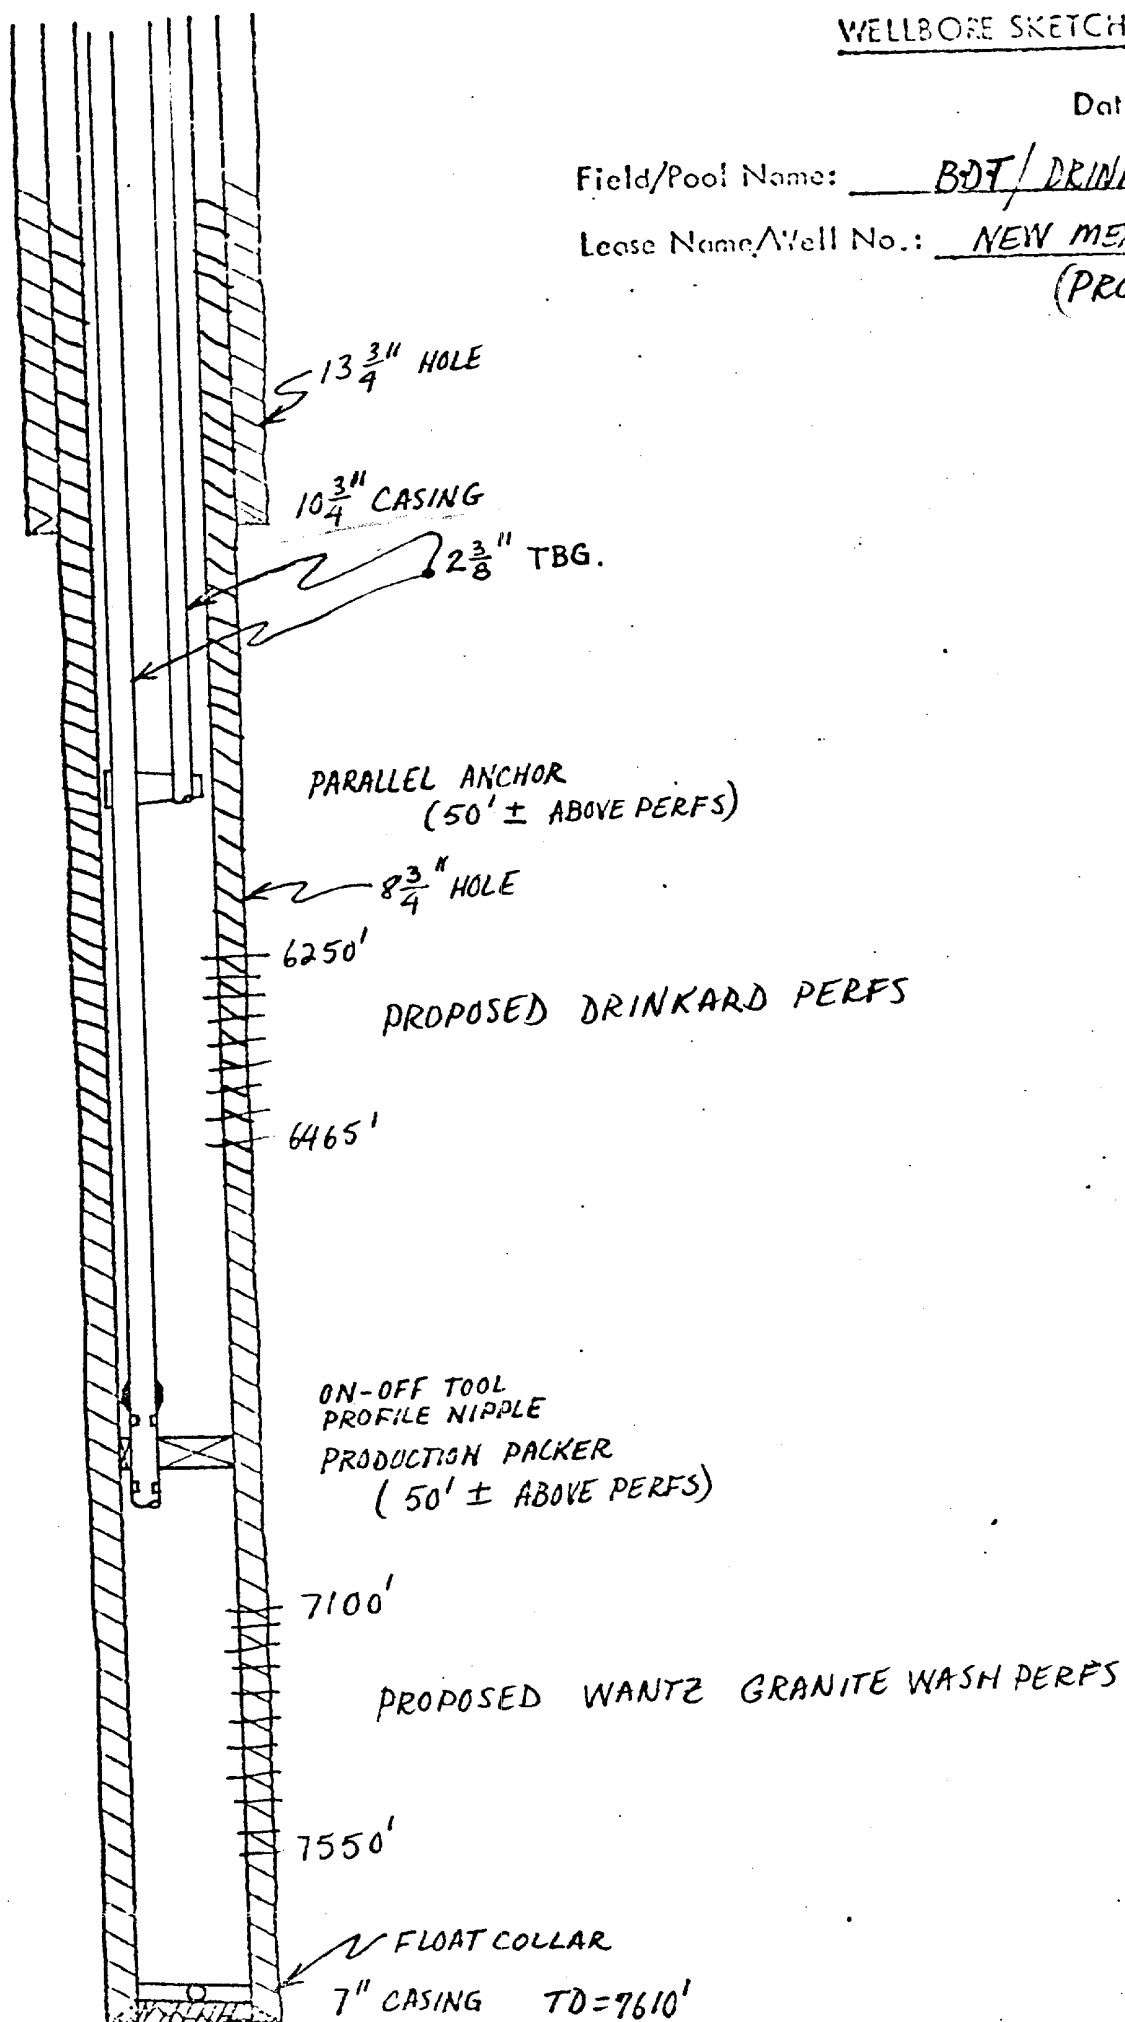 WELLBORE SKETCH
Field/Pool Name: BDT/
Lease Name/Well No.: NEW
13 3/4" HOLE
10 3/4" CASING
2 3/8" TBG.
PARALLEL ANCHOR
(50' ± ABOVE PERFS)
8 3/4" HOLE
6250'
PROPOSED DRINKARD PERFS
6465'
ON-OFF TOOL
PROFILE NIPPLE
PRODUCTION PACKER
(50' ± ABOVE PERFS)
7100'
PROPOSED WANTZ GRANITE WASH PERFS
7550'
FLOAT COLLAR
7" CASING TD=7610'